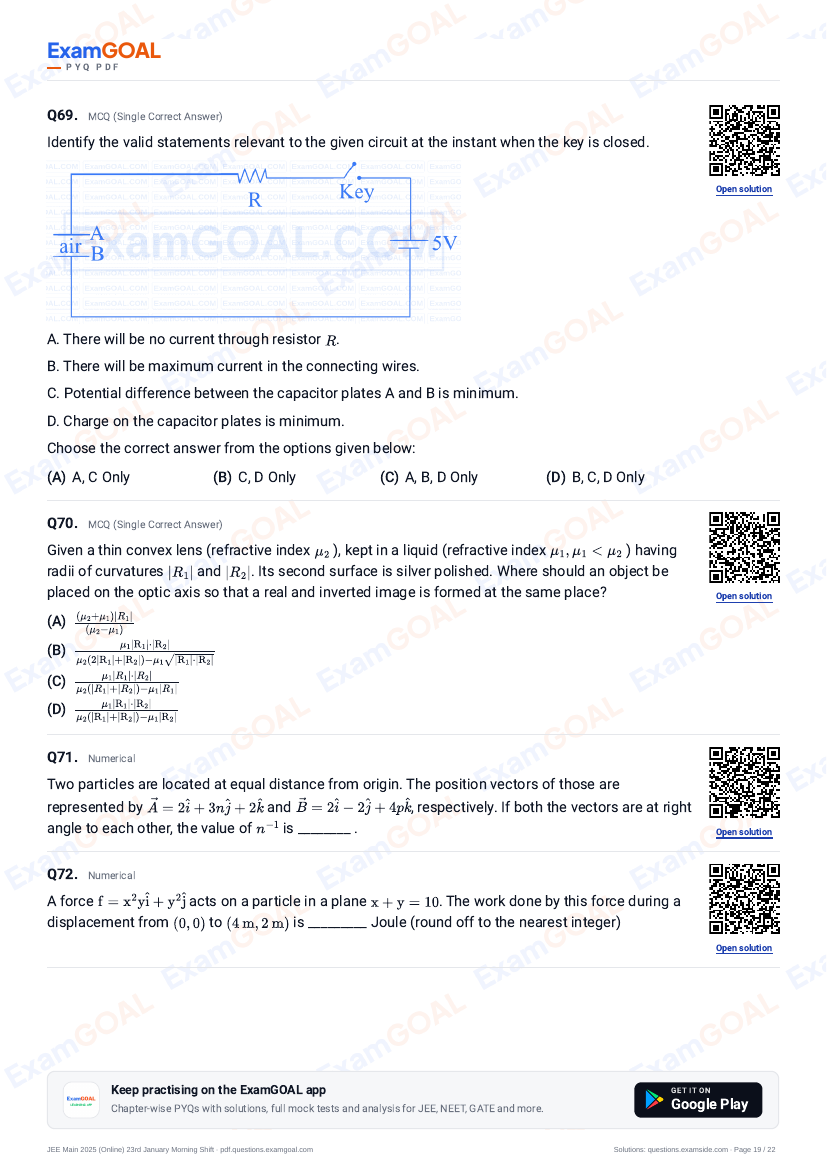 ExamGOAL
PYQ PDF
Q69. MCQ (Single Correct Answer)
Identify the valid statements relevant to the given circuit at the instant when the key is closed.
R
Key
A
air
B
5V
Open solution
A. There will be no current through resistor R.
B. There will be maximum current in the connecting wires.
C. Potential difference between the capacitor plates A and B is minimum.
D. Charge on the capacitor plates is minimum.
Choose the correct answer from the options given below:
(A) A, C Only (B) C, D Only (C) A, B, D Only (D) B, C, D Only
Q70. MCQ (Single Correct Answer)
Given a thin convex lens (refractive index μ₂ ), kept in a liquid (refractive index μ₁, μ₁ < μ₂ ) having
radii of curvatures |R₁| and |R₂|. Its second surface is silver polished. Where should an object be
placed on the optic axis so that a real and inverted image is formed at the same place?
Open solution
(A) (μ₂+μ₁)|R₁| / (μ₂−μ₁)
(B) μ₁|R₁|·|R₂| / μ₂(2|R₁|+|R₂|)−μ₁√|R₁|·|R₂|
(C) μ₁|R₁|·|R₂| / μ₂(|R₁|+|R₂|)−μ₁|R₁|
(D) μ₁|R₁|·|R₂| / μ₂(|R₁|+|R₂|)−μ₁|R₂|
Q71. Numerical
Two particles are located at equal distance from origin. The position vectors of those are
represented by A⃗ = 2î + 3nĵ + 2k̂ and B⃗ = 2î − 2ĵ + 4pk̂, respectively. If both the vectors are at right
angle to each other, the value of n⁻¹ is ________ .
Open solution
Q72. Numerical
A force f = x²yî + y²ĵ acts on a particle in a plane x + y = 10. The work done by this force during a
displacement from (0, 0) to (4 m, 2 m) is _________ Joule (round off to the nearest integer)
Open solution
ExamGOAL
Keep practising on the ExamGOAL app
Chapter-wise PYQs with solutions, full mock tests and analysis for JEE, NEET, GATE and more.
GET IT ON
Google Play
JEE Main 2025 (Online) 23rd January Morning Shift · pdf.questions.examgoal.com
Solutions: questions.examside.com · Page 19 / 22